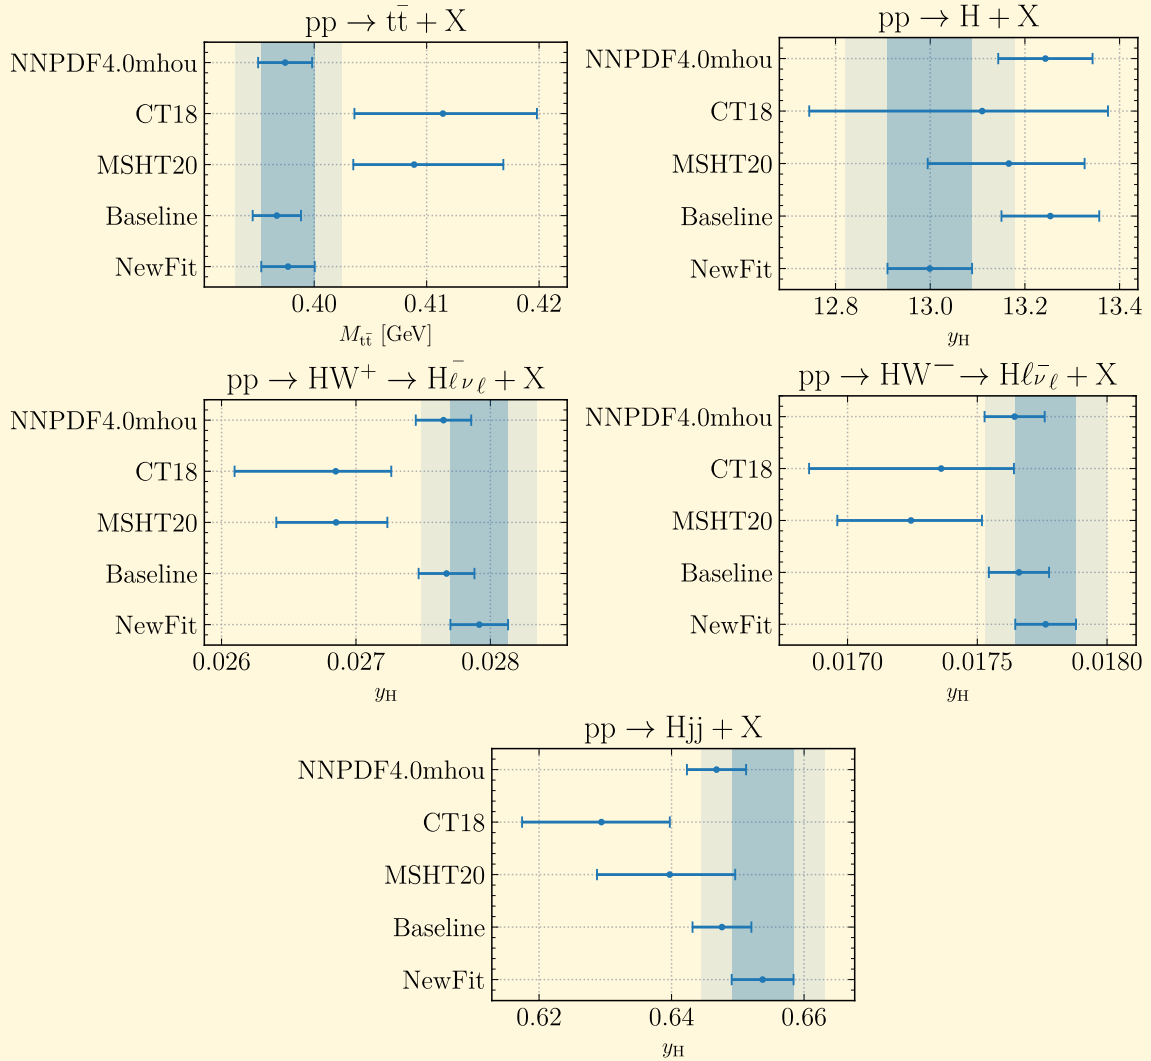 pp → tt̄ + X
NNPDF4.0mhou
CT18
MSHT20
Baseline
NewFit
0.40 0.41 0.42
M_tt̄ [GeV]
pp → H + X
NNPDF4.0mhou
CT18
MSHT20
Baseline
NewFit
12.8 13.0 13.2 13.4
y_H
pp → HW⁺ → Hℓ̄ν_ℓ + X
NNPDF4.0mhou
CT18
MSHT20
Baseline
NewFit
0.026 0.027 0.028
y_H
pp → HW⁻ → Hℓν̄_ℓ + X
NNPDF4.0mhou
CT18
MSHT20
Baseline
NewFit
0.0170 0.0175 0.0180
y_H
pp → Hjj + X
NNPDF4.0mhou
CT18
MSHT20
Baseline
NewFit
0.62 0.64 0.66
y_H